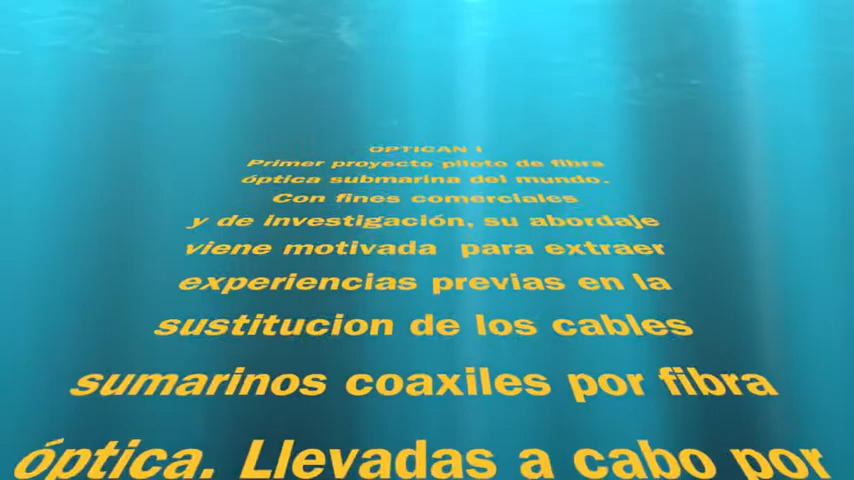 OPTICAN I
Primer proyecto piloto de fibra
óptica submarina del mundo.
Con fines comerciales
y de investigación, su abordaje
viene motivada para extraer
experiencias previas en la
sustitucion de los cables
sumarinos coaxiles por fibra
óptica. Llevadas a cabo por